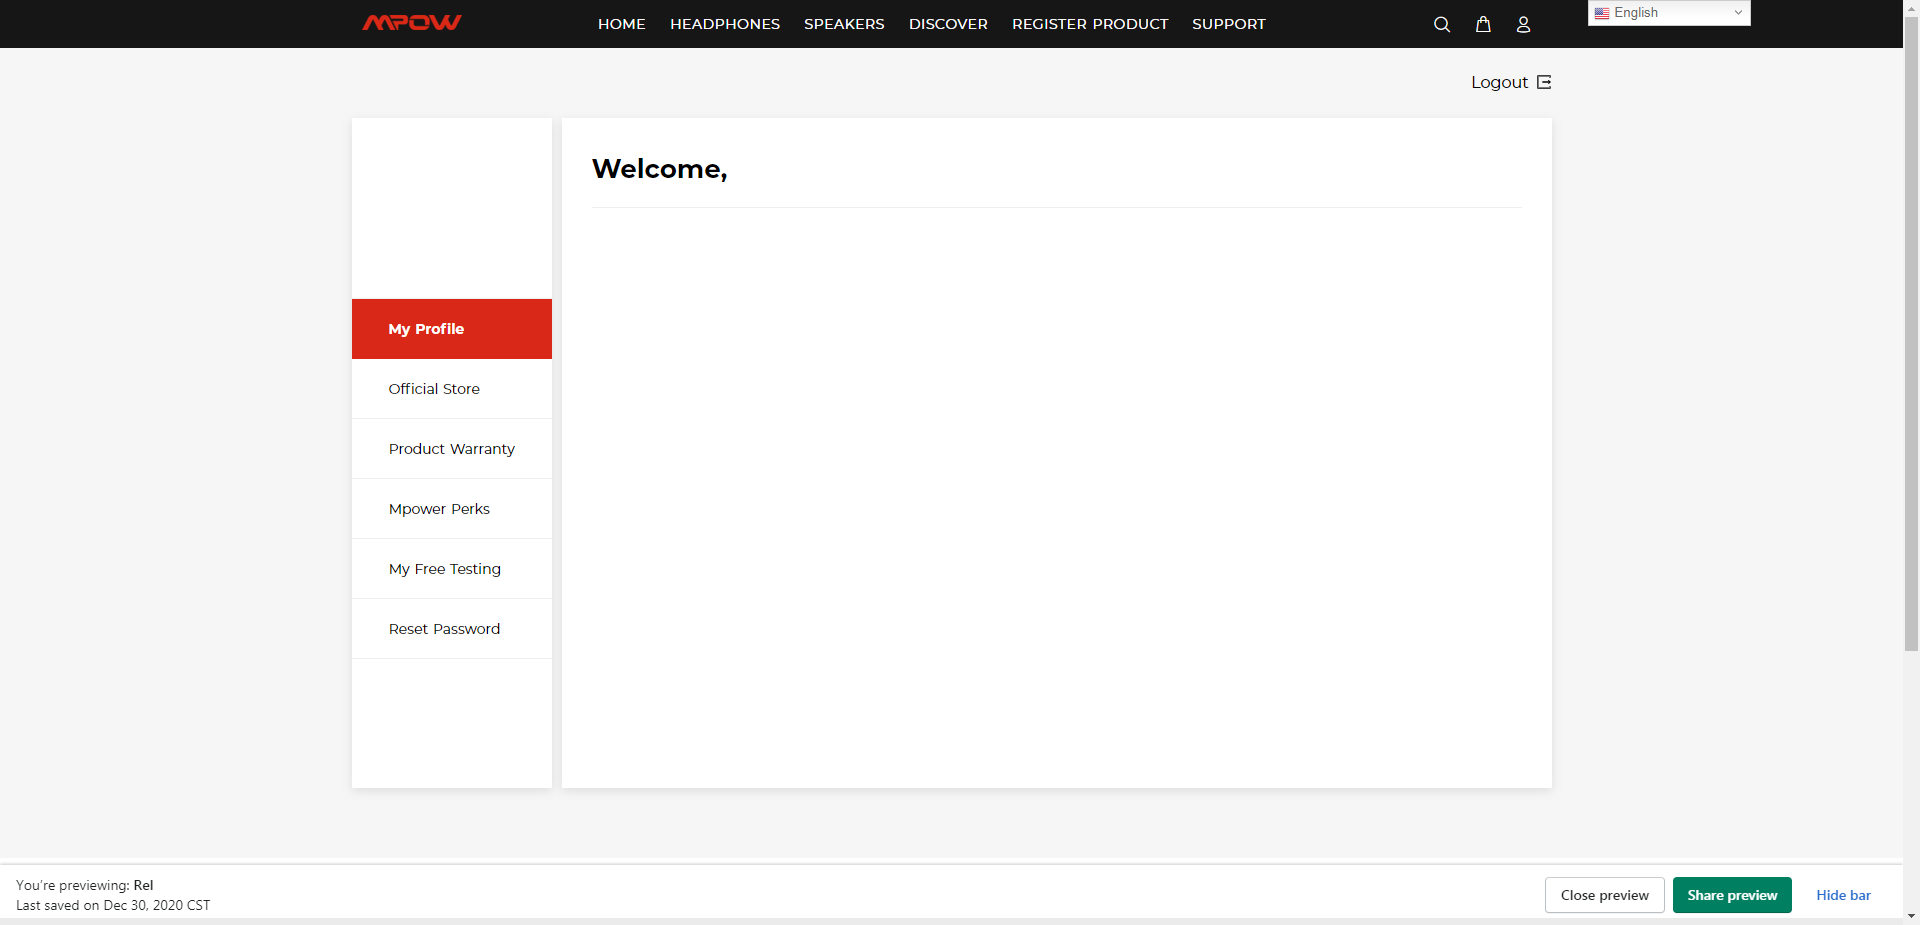 MPOW
HOME HEADPHONES SPEAKERS DISCOVER REGISTER PRODUCT SUPPORT
English
Logout
Welcome,
My Profile
Official Store
Product Warranty
Mpower Perks
My Free Testing
Reset Password
You're previewing: Rel
Last saved on Dec 30, 2020 CST
Close preview
Share preview
Hide bar